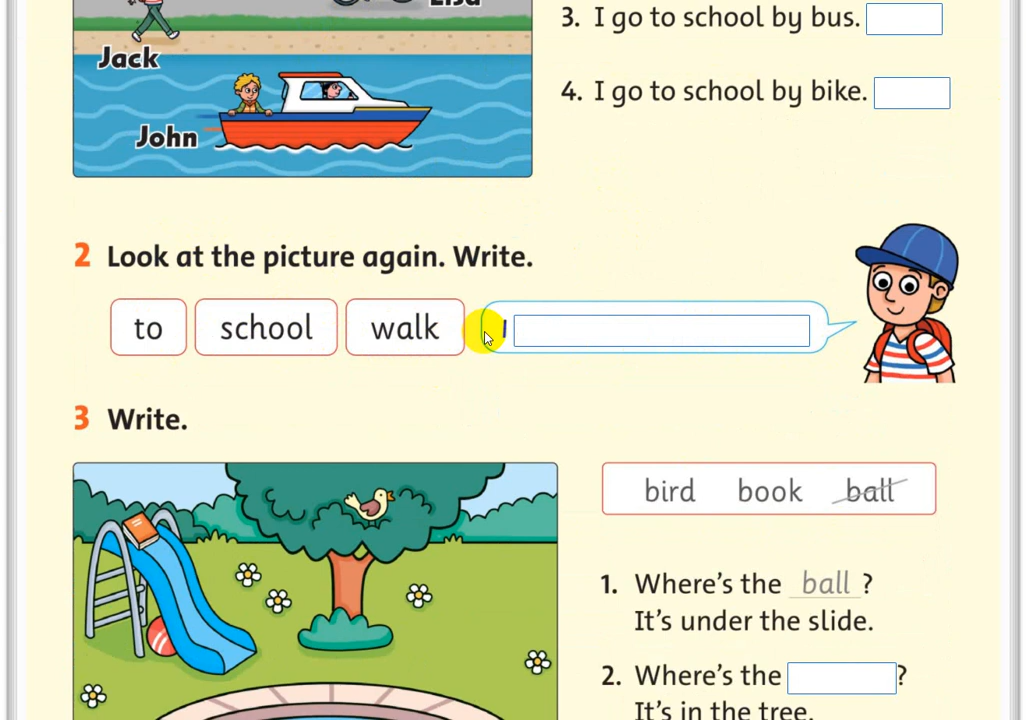 Lisa
3. I go to school by bus.
Jack
4. I go to school by bike.
John
2 Look at the picture again. Write.
to school walk I
3 Write.
bird book ball
1. Where's the ball ?
It's under the slide.
2. Where's the ?
It's in the tree.